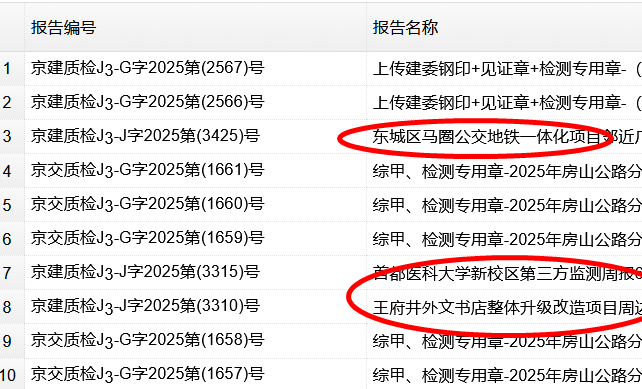 报告编号 报告名称
1 京建质检J3-G字2025第(2567)号 上传建委钢印+见证章+检测专用章-（
2 京建质检J3-G字2025第(2566)号 上传建委钢印+见证章+检测专用章-（
3 京建质检J3-J字2025第(3425)号 东城区马圈公交地铁一体化项目邻近
4 京交质检J3-G字2025第(1661)号 综甲、检测专用章-2025年房山公路分
5 京交质检J3-G字2025第(1660)号 综甲、检测专用章-2025年房山公路分
6 京交质检J3-G字2025第(1659)号 综甲、检测专用章-2025年房山公路分
7 京建质检J3-J字2025第(3315)号 首都医科大学新校区第三方监测周报
8 京建质检J3-J字2025第(3310)号 王府井外文书店整体升级改造项目周边
9 京交质检J3-G字2025第(1658)号 综甲、检测专用章-2025年房山公路分
10 京交质检J3-G字2025第(1657)号 综甲、检测专用章-2025年房山公路分